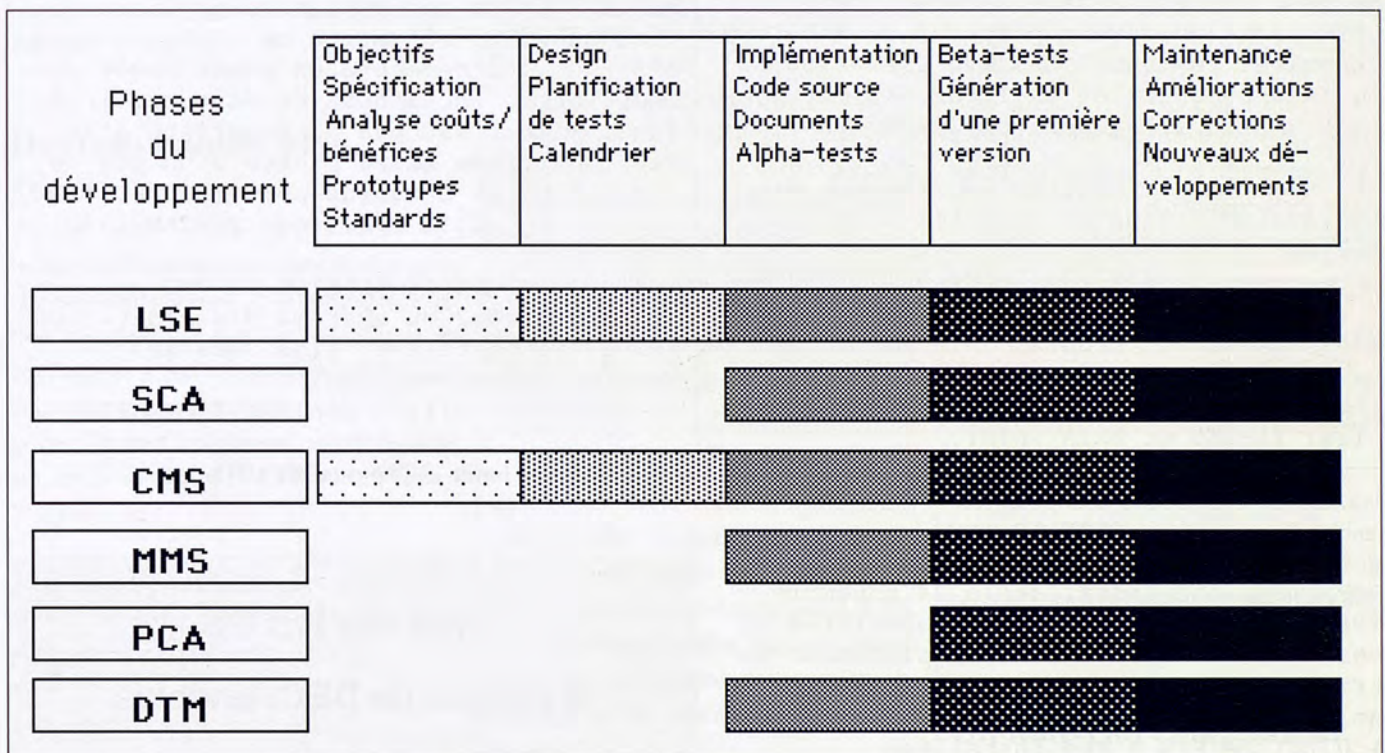 Phases
du
développement
Objectifs
Spécification
Analyse coûts/
bénéfices
Prototypes
Standards
Design
Planification
de tests
Calendrier
Implémentation
Code source
Documents
Alpha-tests
Beta-tests
Génération
d'une première
version
Maintenance
Améliorations
Corrections
Nouveaux dé-
veloppements
LSE
SCA
CMS
MMS
PCA
DTM